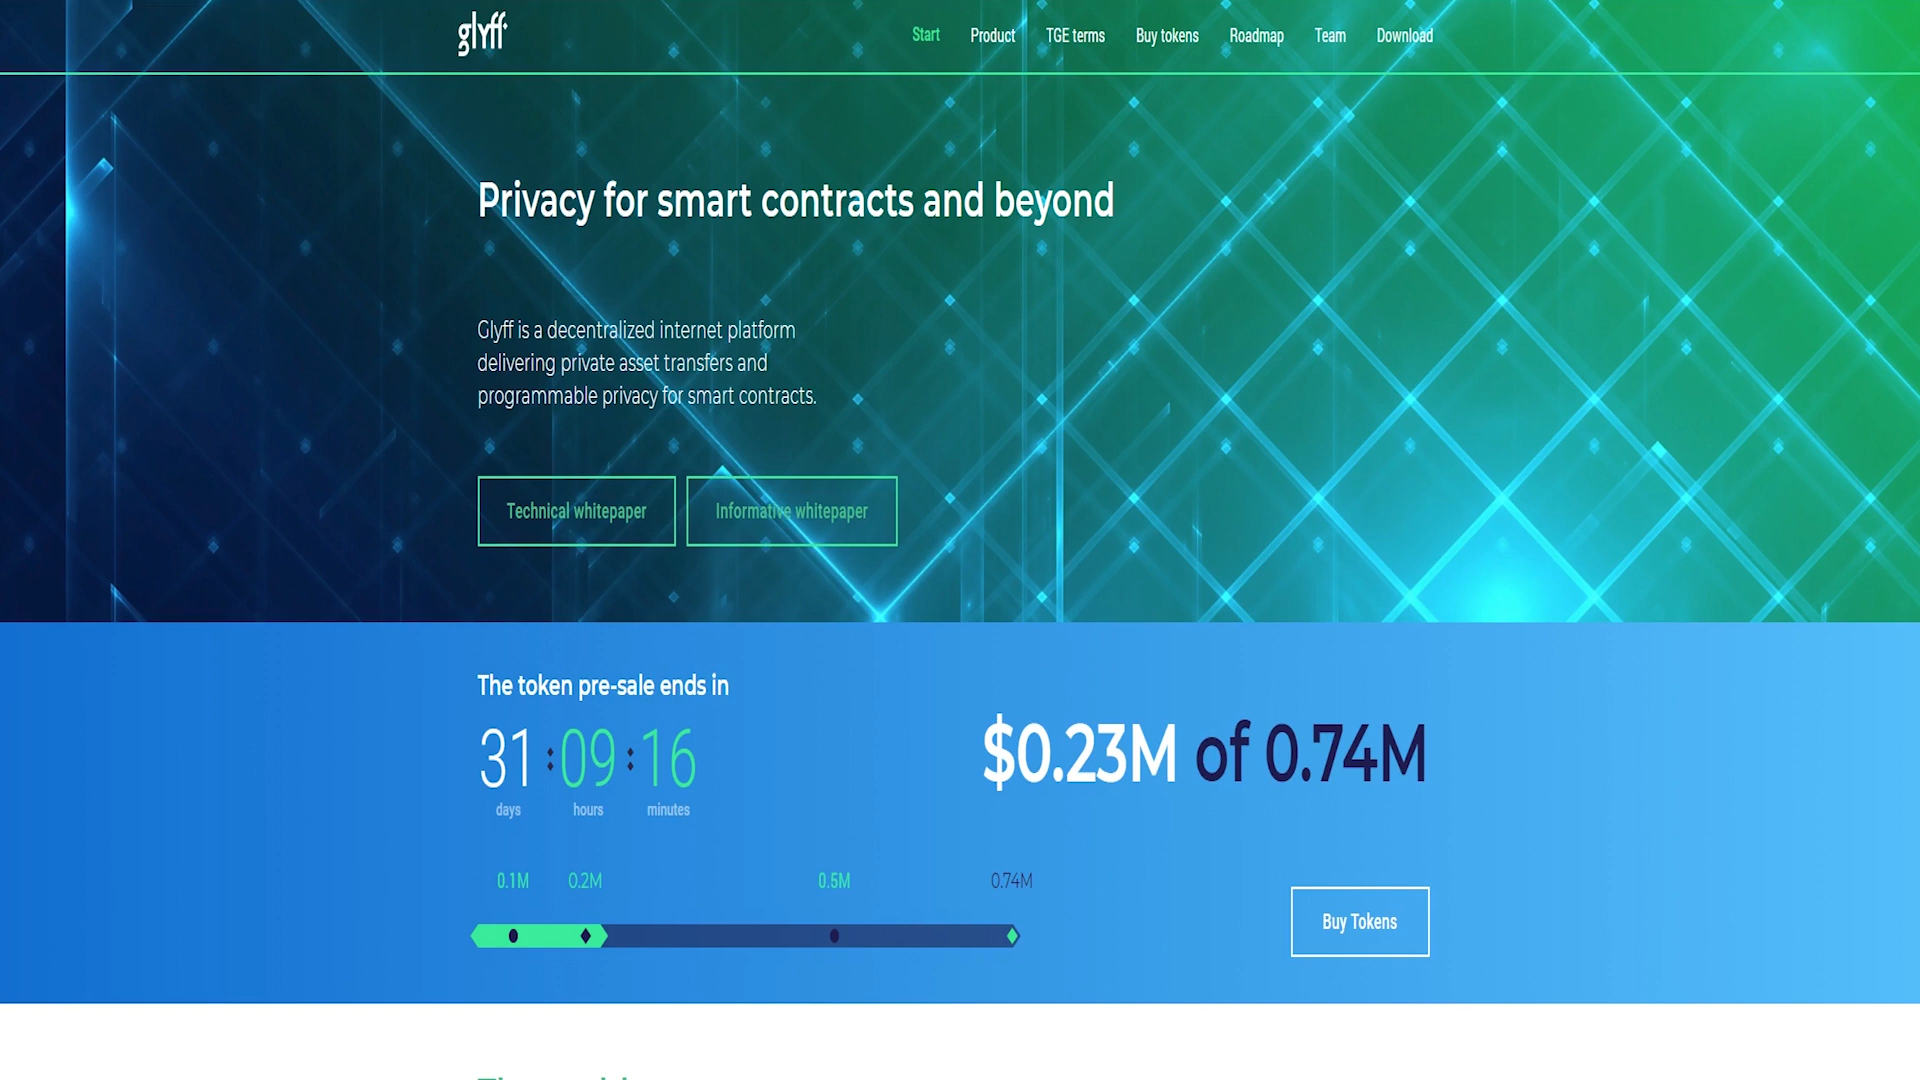 glyff
Start Product TGE terms Buy tokens Roadmap Team Download
Privacy for smart contracts and beyond
Glyff is a decentralized internet platform
delivering private asset transfers and
programmable privacy for smart contracts.
Technical whitepaper Informative whitepaper
The token pre-sale ends in
31 : 09 : 16
days hours minutes
$0.23M of 0.74M
0.1M 0.2M 0.5M 0.74M
Buy Tokens